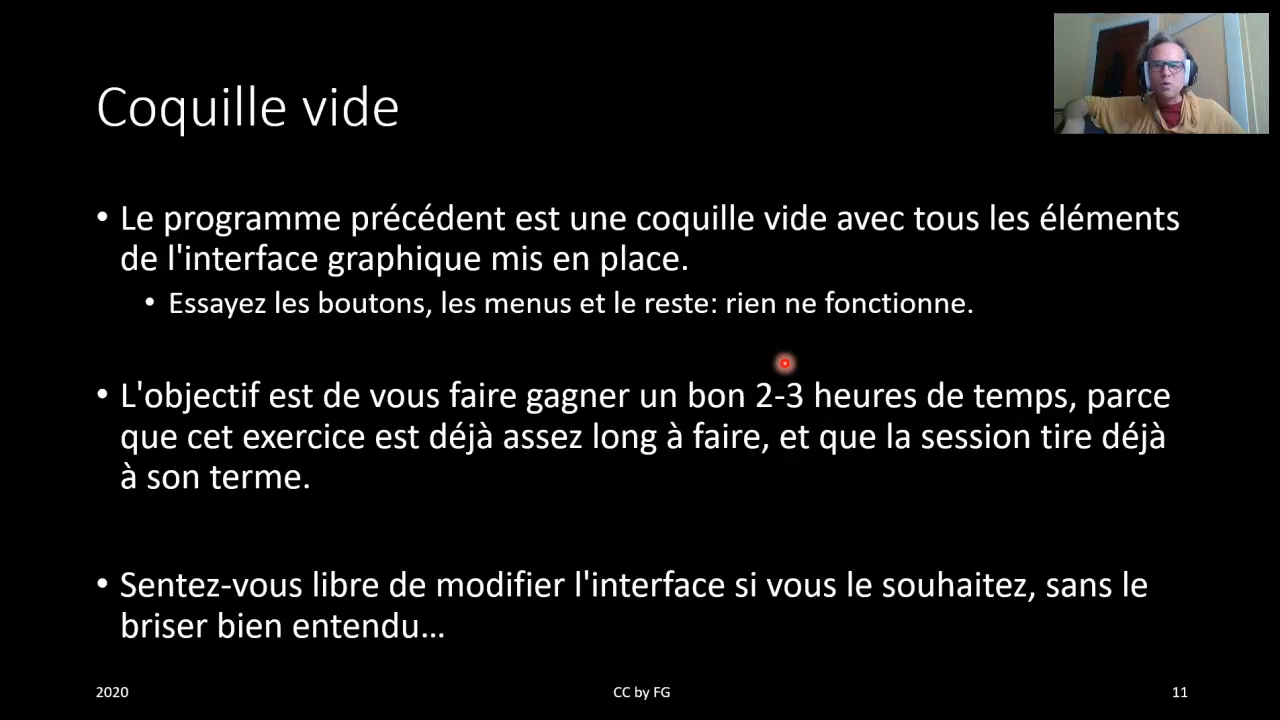 Coquille vide
• Le programme précédent est une coquille vide avec tous les éléments
de l'interface graphique mis en place.
• Essayez les boutons, les menus et le reste: rien ne fonctionne.
• L'objectif est de vous faire gagner un bon 2-3 heures de temps, parce
que cet exercice est déjà assez long à faire, et que la session tire déjà
à son terme.
• Sentez-vous libre de modifier l'interface si vous le souhaitez, sans le
briser bien entendu…
2020
CC by FG
11